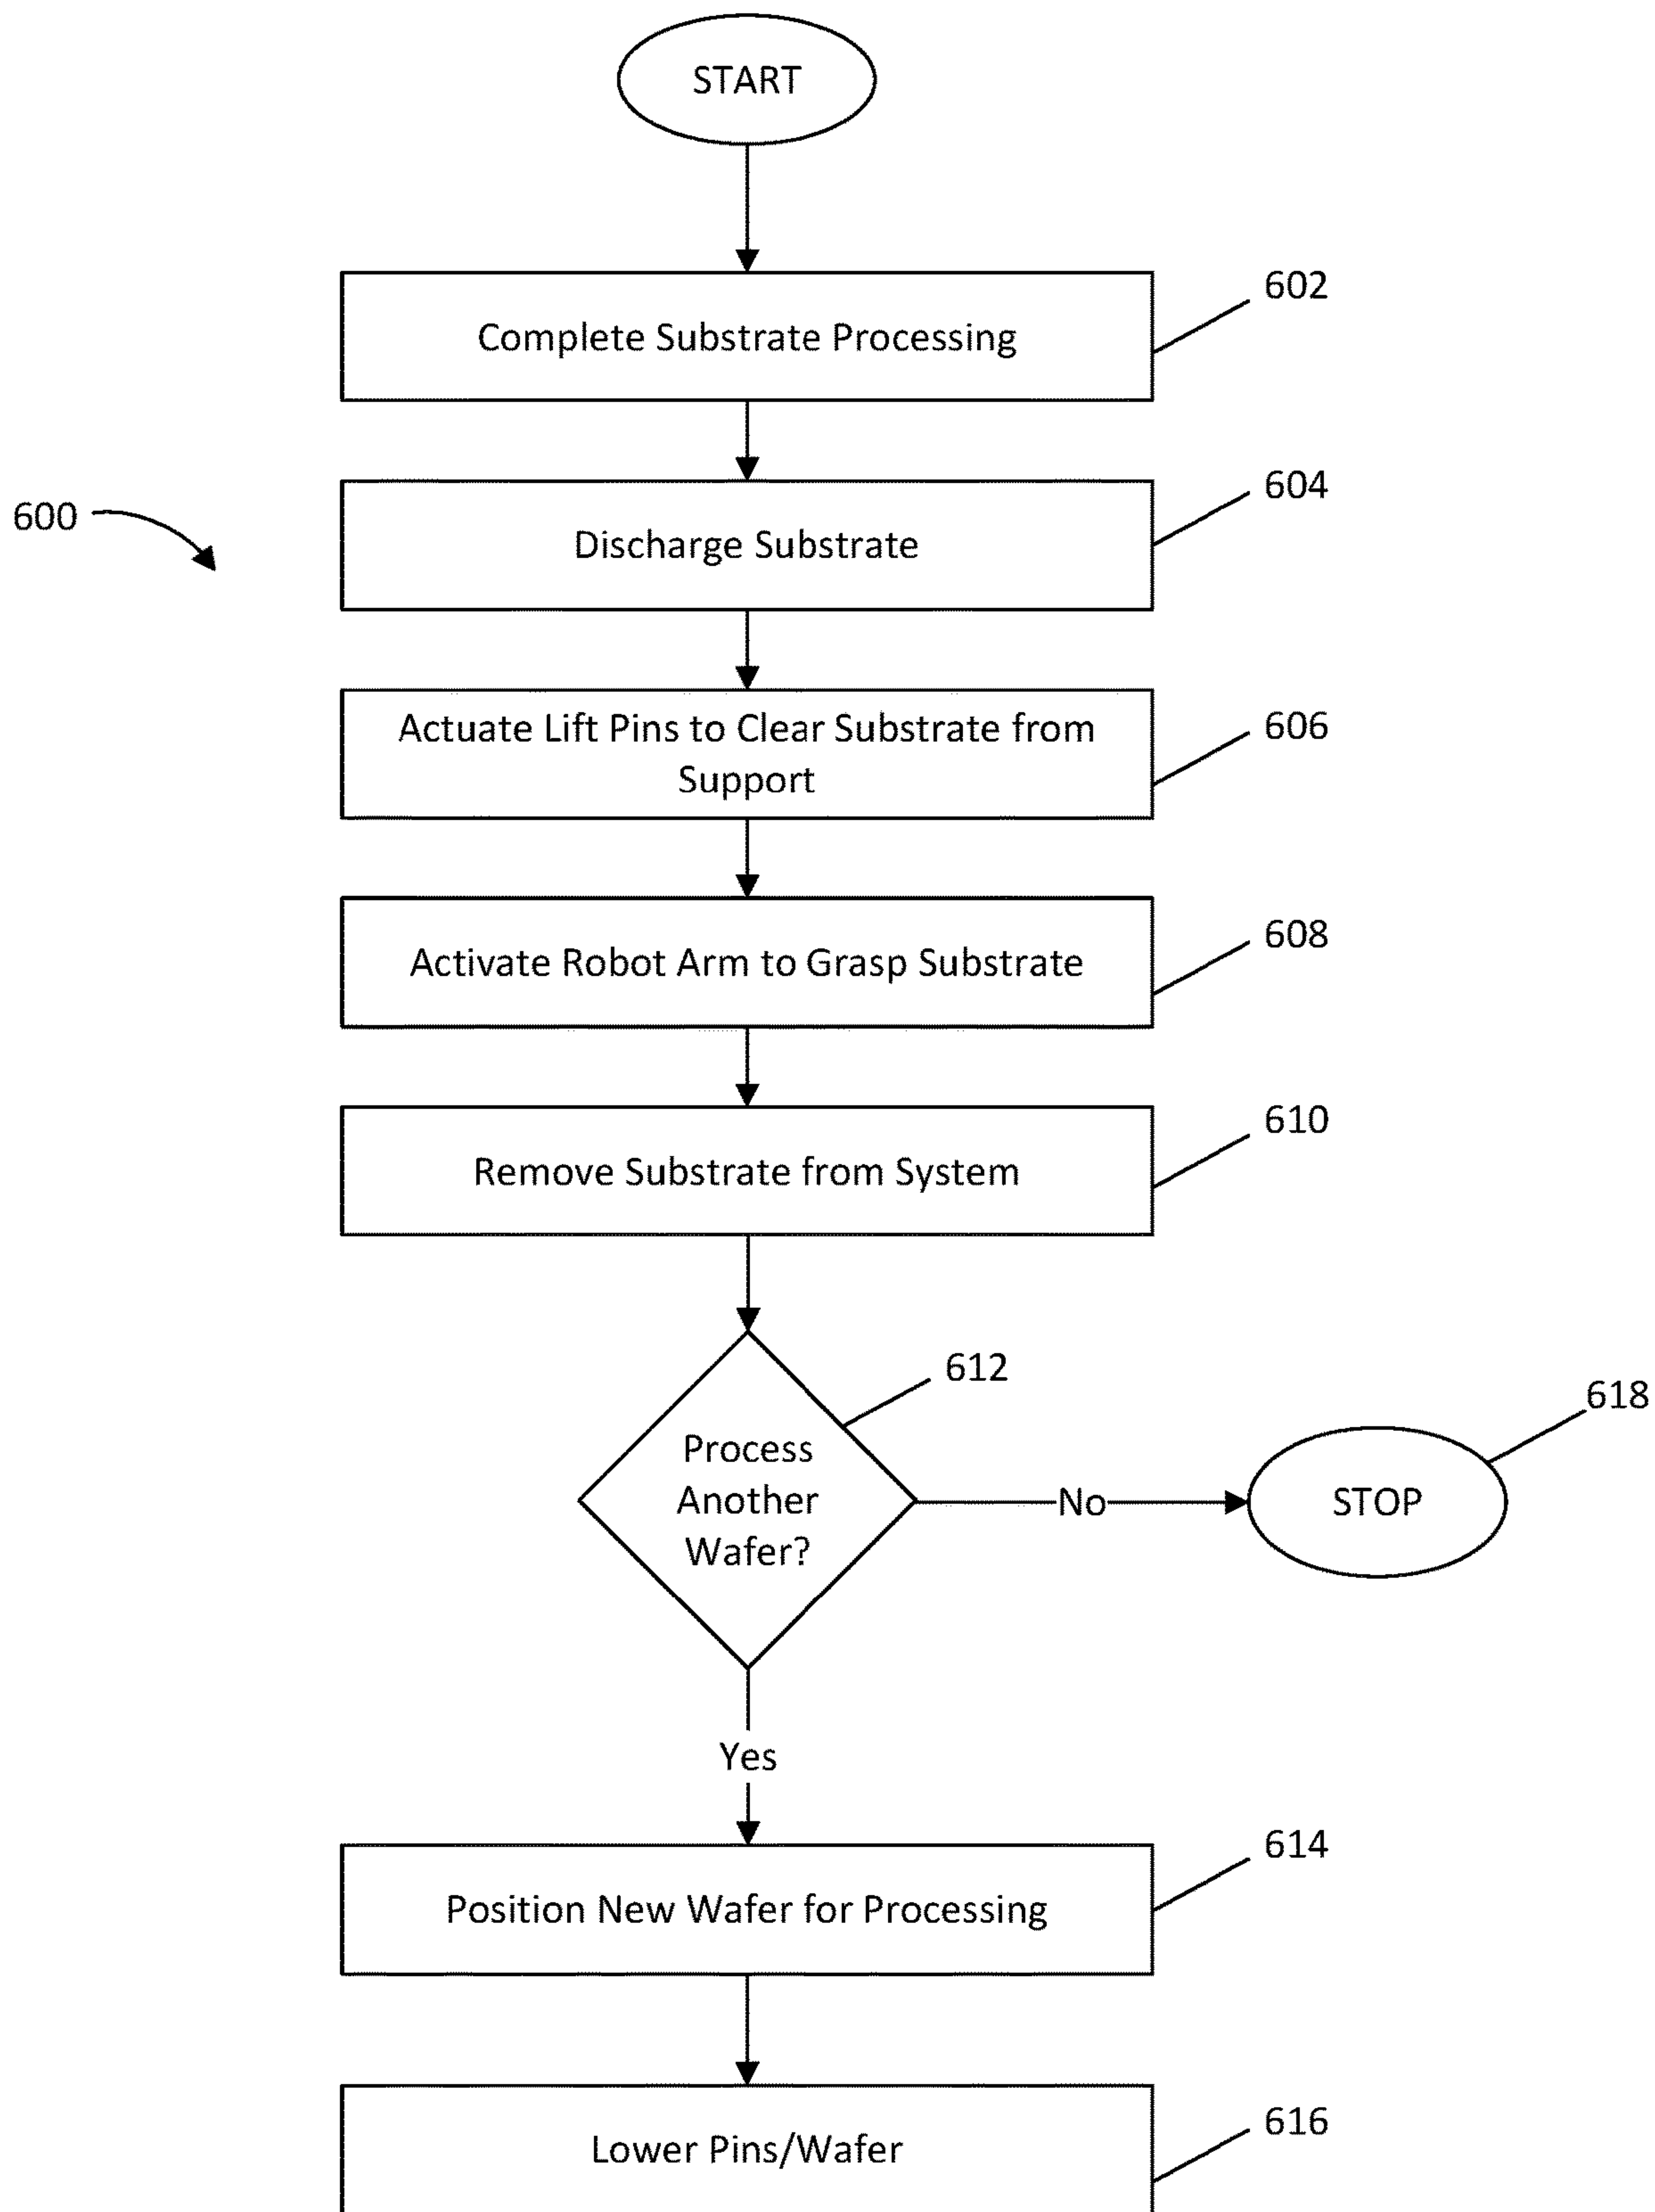 START
602
Complete Substrate Processing
604
600
Discharge Substrate
606
Actuate Lift Pins to Clear Substrate from
Support
608
Activate Robot Arm to Grasp Substrate
610
Remove Substrate from System
612
618
Process
Another
Wafer?
No
STOP
Yes
614
Position New Wafer for Processing
616
Lower Pins/Wafer